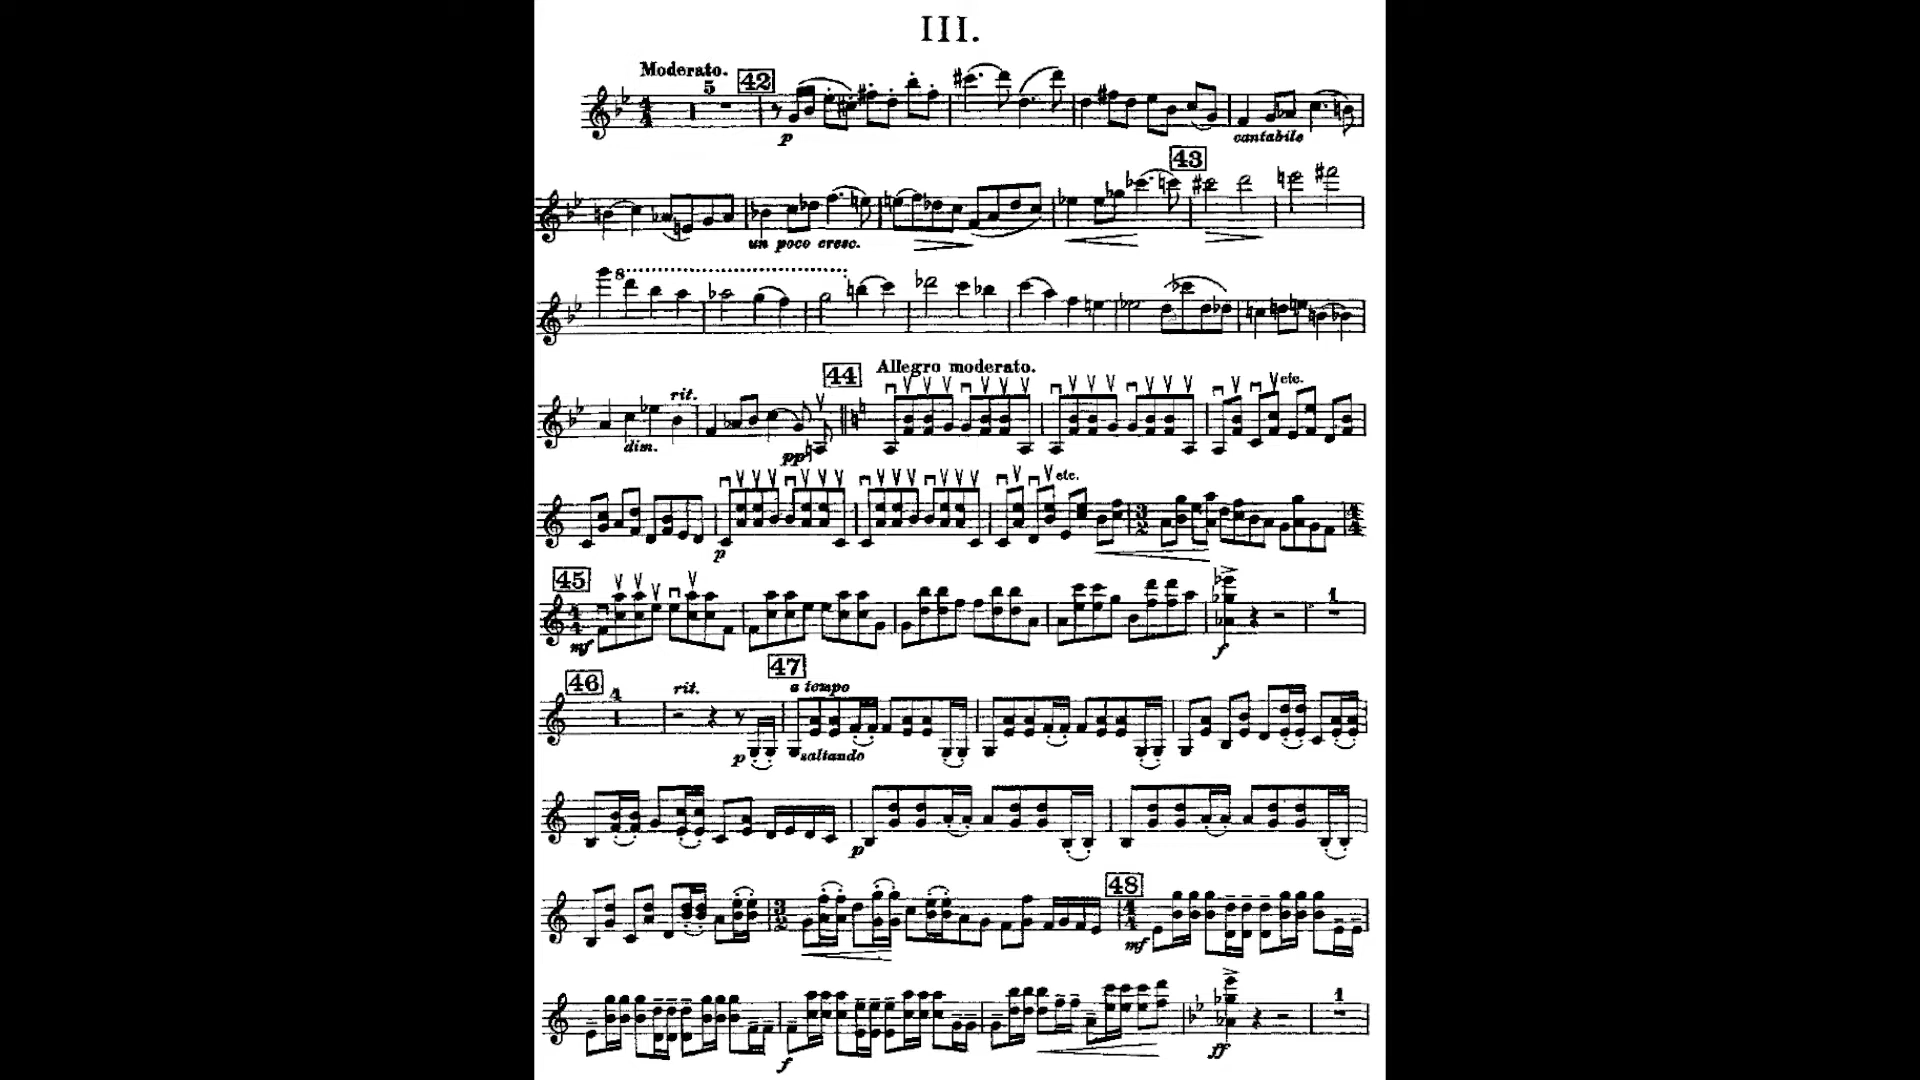 III.
Moderato.
5 42
p cantabile
43
un poco cresc.
8
44 Allegro moderato.
rit. etc.
dim. pp
etc.
p
45
1
mf f
46 4 rit. 47 a tempo
p saltando
p
48
mf
1
f ff